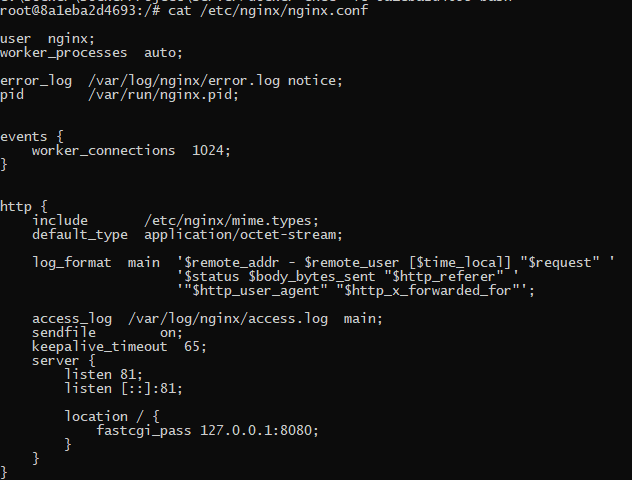 root@8a1eba2d4693:/# cat /etc/nginx/nginx.conf
user  nginx;
worker_processes  auto;
error_log  /var/log/nginx/error.log notice;
pid        /var/run/nginx.pid;
events {
    worker_connections  1024;
}
http {
    include       /etc/nginx/mime.types;
    default_type  application/octet-stream;
    log_format  main  '$remote_addr - $remote_user [$time_local] "$request" '
                      '$status $body_bytes_sent "$http_referer" '
                      '"$http_user_agent" "$http_x_forwarded_for"';
    access_log  /var/log/nginx/access.log  main;
    sendfile        on;
    keepalive_timeout  65;
    server {
        listen 81;
        listen [::]:81;
        location / {
            fastcgi_pass 127.0.0.1:8080;
        }
    }
}